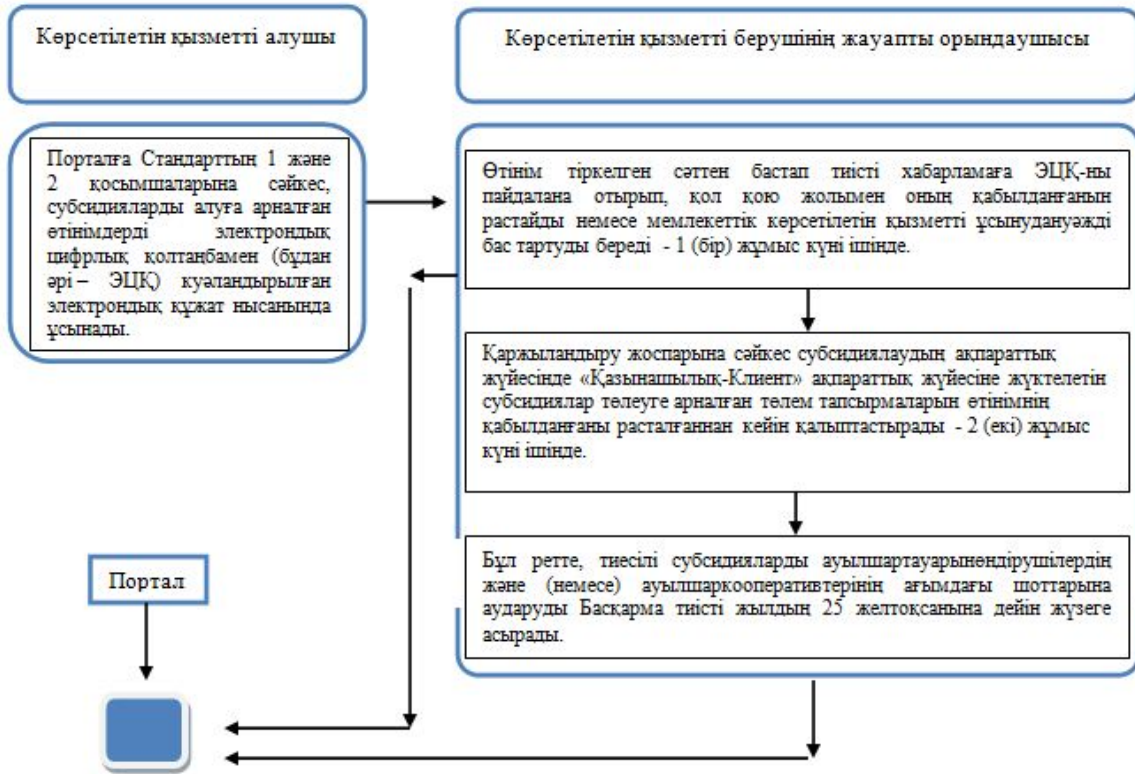 Көрсетілетін қызметті алушы
Көрсетілетін қызметті берушінің жауапты орындаушысы
Порталға Стандарттың 1 және
2 қосымшаларына сәйкес,
субсидияларды алуға арналған
өтінімдерді электрондық
цифрлық қолтаңбамен (бұдан
әрі – ЭЦҚ) куәландырылған
электрондық құжат нысанында
ұсынады.
Өтінім тіркелген сәттен бастап тиісті хабарламаға ЭЦҚ-ны
пайдалана отырып, қол қою жолымен оның қабылданғанын
растайды немесе мемлекеттік көрсетілетін қызметті ұсынудануәжді
бас тартуды береді - 1 (бір) жұмыс күні ішінде.
Қаржыландыру жоспарына сәйкес субсидиялаудың ақпараттық
жүйесінде «Қазынашылық-Клиент» ақпараттық жүйесіне жүктелетін
субсидиялар төлеуге арналған төлем тапсырмаларын өтінімнің
қабылданғаны расталғаннан кейін қалыптастырады - 2 (екі) жұмыс
күні ішінде.
Бұл ретте, тиесілі субсидияларды ауылшартауарынөндірушілердің
және (немесе) ауылшаркооперативтерінің ағымдағы шоттарына
аударуды Басқарма тиісті жылдың 25 желтоқсанына дейін жүзеге
асырады.
Портал